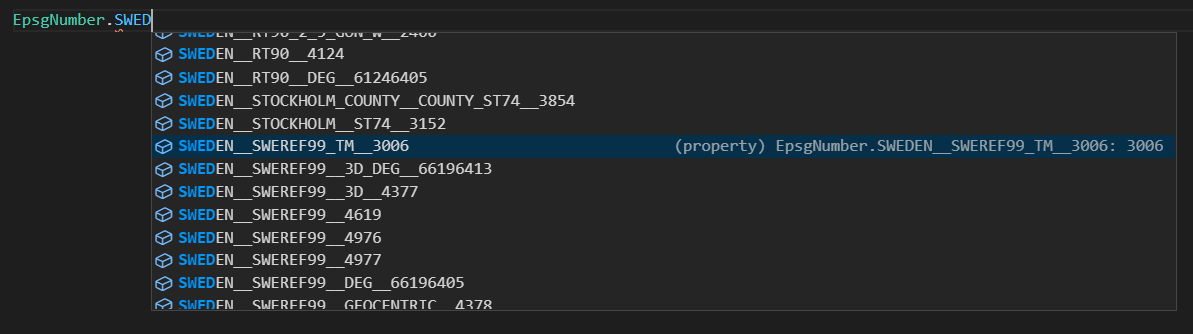 EpsgNumber.SWED
SWEDEN__RT90_2_5_GON_W__2400
SWEDEN__RT90__4124
SWEDEN__RT90__DEG__61246405
SWEDEN__STOCKHOLM_COUNTY__COUNTY_ST74__3854
SWEDEN__STOCKHOLM__ST74__3152
SWEDEN__SWEREF99_TM__3006 (property) EpsgNumber.SWEDEN__SWEREF99_TM__3006: 3006
SWEDEN__SWEREF99__3D_DEG__66196413
SWEDEN__SWEREF99__3D__4377
SWEDEN__SWEREF99__4619
SWEDEN__SWEREF99__4976
SWEDEN__SWEREF99__4977
SWEDEN__SWEREF99__DEG__66196405
SWEDEN__SWEREF99__GEOCENTRIC__4378